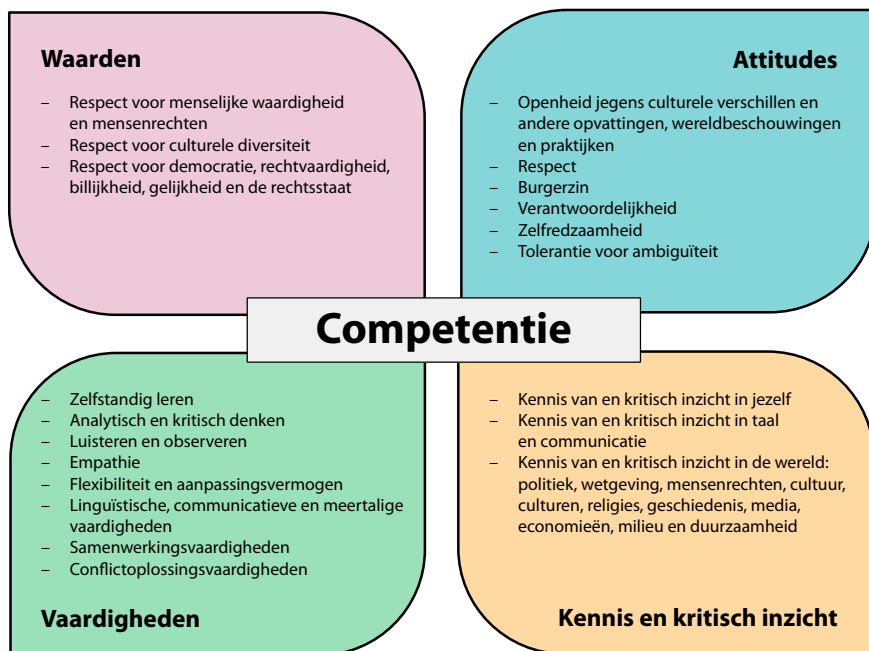 Waarden
– Respect voor menselijke waardigheid
en mensenrechten
– Respect voor culturele diversiteit
– Respect voor democratie, rechtvaardigheid,
billijkheid, gelijkheid en de rechtsstaat
Attitudes
– Openheid jegens culturele verschillen en
andere opvattingen, wereldbeschouwingen
en praktijken
– Respect
– Burgerzin
– Verantwoordelijkheid
– Zelfredzaamheid
– Tolerantie voor ambiguïteit
Competentie
– Zelfstandig leren
– Analytisch en kritisch denken
– Luisteren en observeren
– Empathie
– Flexibiliteit en aanpassingsvermogen
– Linguïstische, communicatieve en meertalige
vaardigheden
– Samenwerkingsvaardigheden
– Conflictoplossingsvaardigheden
Vaardigheden
– Kennis van en kritisch inzicht in jezelf
– Kennis van en kritisch inzicht in taal
en communicatie
– Kennis van en kritisch inzicht in de wereld:
politiek, wetgeving, mensenrechten, cultuur,
culturen, religies, geschiedenis, media,
economieën, milieu en duurzaamheid
Kennis en kritisch inzicht